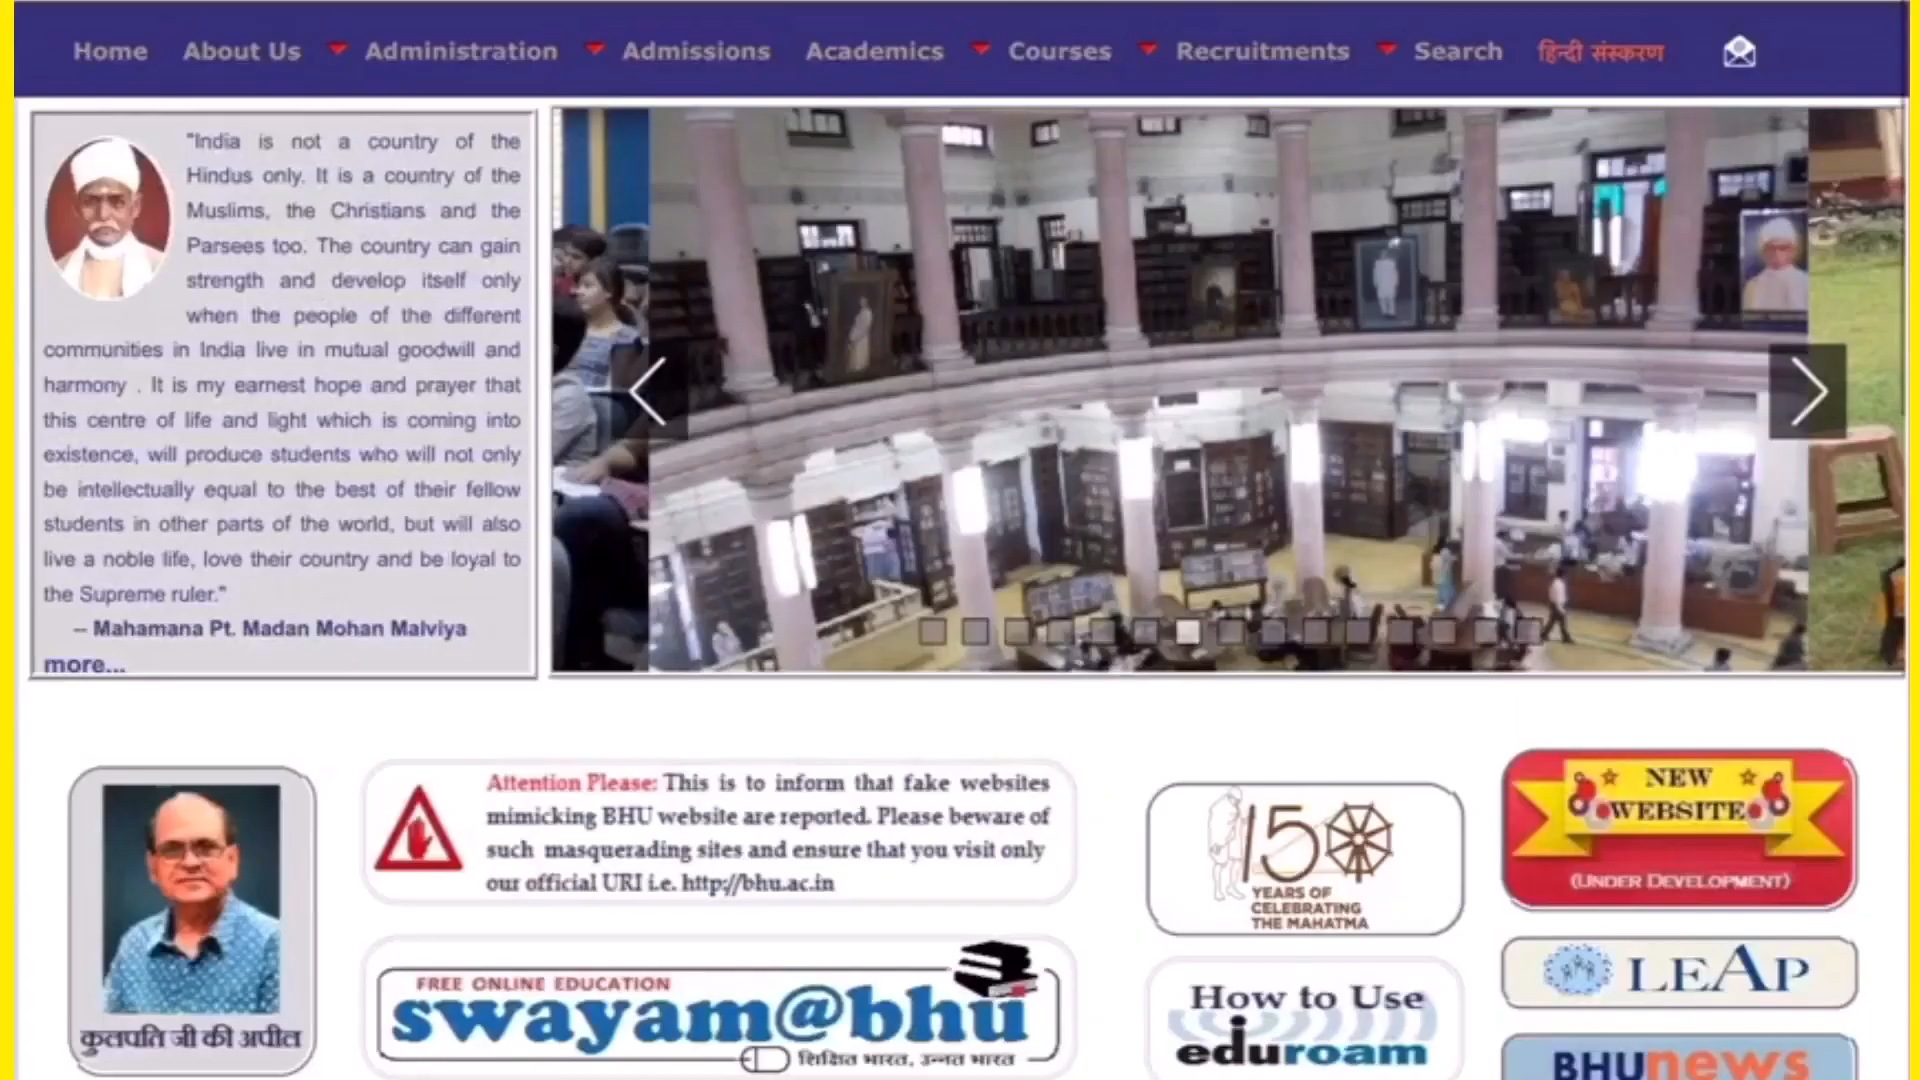 Home About Us Administration Admissions Academics Courses Recruitments Search हिन्दी संस्करण
"India is not a country of the
Hindus only. It is a country of the
Muslims, the Christians and the
Parsees too. The country can gain
strength and develop itself only
when the people of the different
communities in India live in mutual goodwill and
harmony . It is my earnest hope and prayer that
this centre of life and light which is coming into
existence, will produce students who will not only
be intellectually equal to the best of their fellow
students in other parts of the world, but will also
live a noble life, love their country and be loyal to
the Supreme ruler."
-- Mahamana Pt. Madan Mohan Malviya
more...
कुलपति जी की अपील
Attention Please: This is to inform that fake websites
mimicking BHU website are reported. Please beware of
such masquerading sites and ensure that you visit only
our official URI i.e. http://bhu.ac.in
FREE ONLINE EDUCATION
swayam@bhu
शिक्षित भारत, उन्नत भारत
150
YEARS OF
CELEBRATING
THE MAHATMA
How to Use
eduroam
NEW
WEBSITE
(UNDER DEVELOPMENT)
LEAP
BHUnews